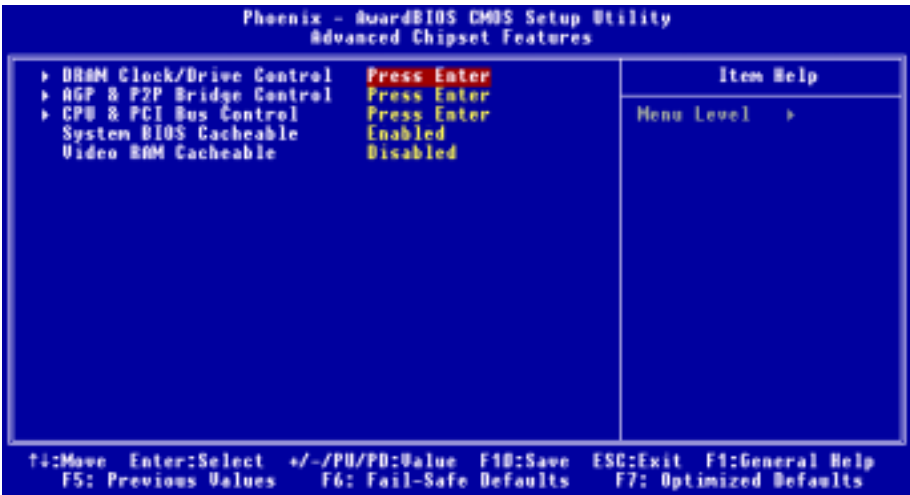 Phoenix - AwardBIOS CMOS Setup Utility
Advanced Chipset Features
DRAM Clock/Drive Control Press Enter
AGP & P2P Bridge Control Press Enter
CPU & PCI Bus Control Press Enter
System BIOS Cacheable Enabled
Video RAM Cacheable Disabled
Item Help
Menu Level
↑↓:Move Enter:Select +/-/PU/PD:Value F10:Save ESC:Exit F1:General Help
F5: Previous Values F6: Fail-Safe Defaults F7: Optimized Defaults